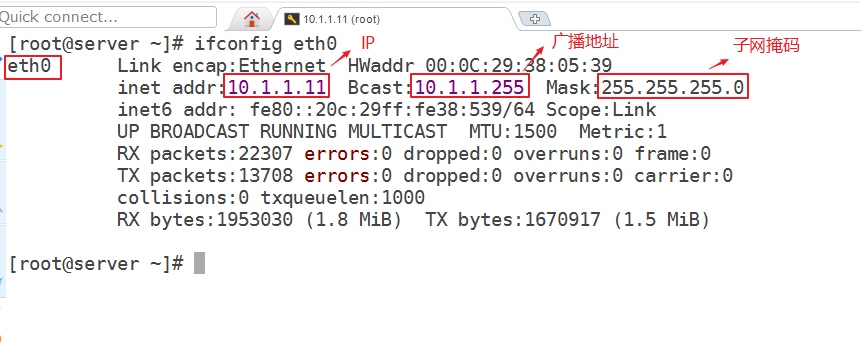 Quick connect...
10.1.1.11 (root)
[root@server ~]# ifconfig eth0
IP
广播地址
子网掩码
eth0 Link encap:Ethernet HWaddr 00:0C:29:38:05:39
inet addr:10.1.1.11 Bcast:10.1.1.255 Mask:255.255.255.0
inet6 addr: fe80::20c:29ff:fe38:539/64 Scope:Link
UP BROADCAST RUNNING MULTICAST MTU:1500 Metric:1
RX packets:22307 errors:0 dropped:0 overruns:0 frame:0
TX packets:13708 errors:0 dropped:0 overruns:0 carrier:0
collisions:0 txqueuelen:1000
RX bytes:1953030 (1.8 MiB) TX bytes:1670917 (1.5 MiB)
[root@server ~]#